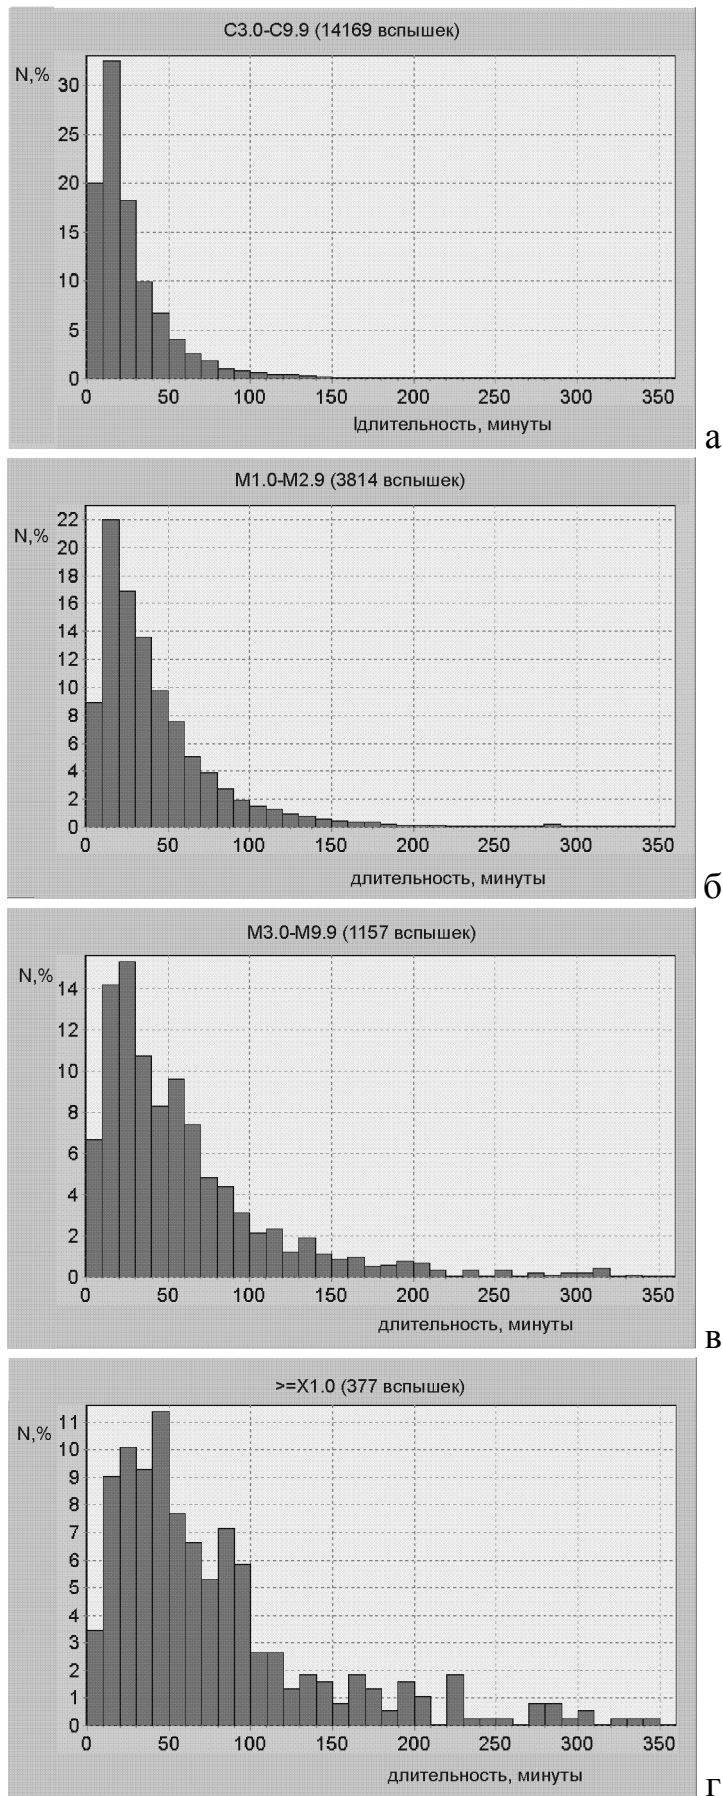 C3.0-C9.9 (14169 вспышек)
N,%
30
25
20
15
10
5
0
0 50 100 150 200 250 300 350
lдлительность, минуты
а
M1.0-M2.9 (3814 вспышек)
N,%
22
20
18
16
14
12
10
8
6
4
2
0
0 50 100 150 200 250 300 350
длительность, минуты
б
M3.0-M9.9 (1157 вспышек)
N,%
14
12
10
8
6
4
2
0
0 50 100 150 200 250 300 350
длительность, минуты
в
>=X1.0 (377 вспышек)
N,%
11
10
9
8
7
6
5
4
3
2
1
0
0 50 100 150 200 250 300 350
длительность, минуты
г